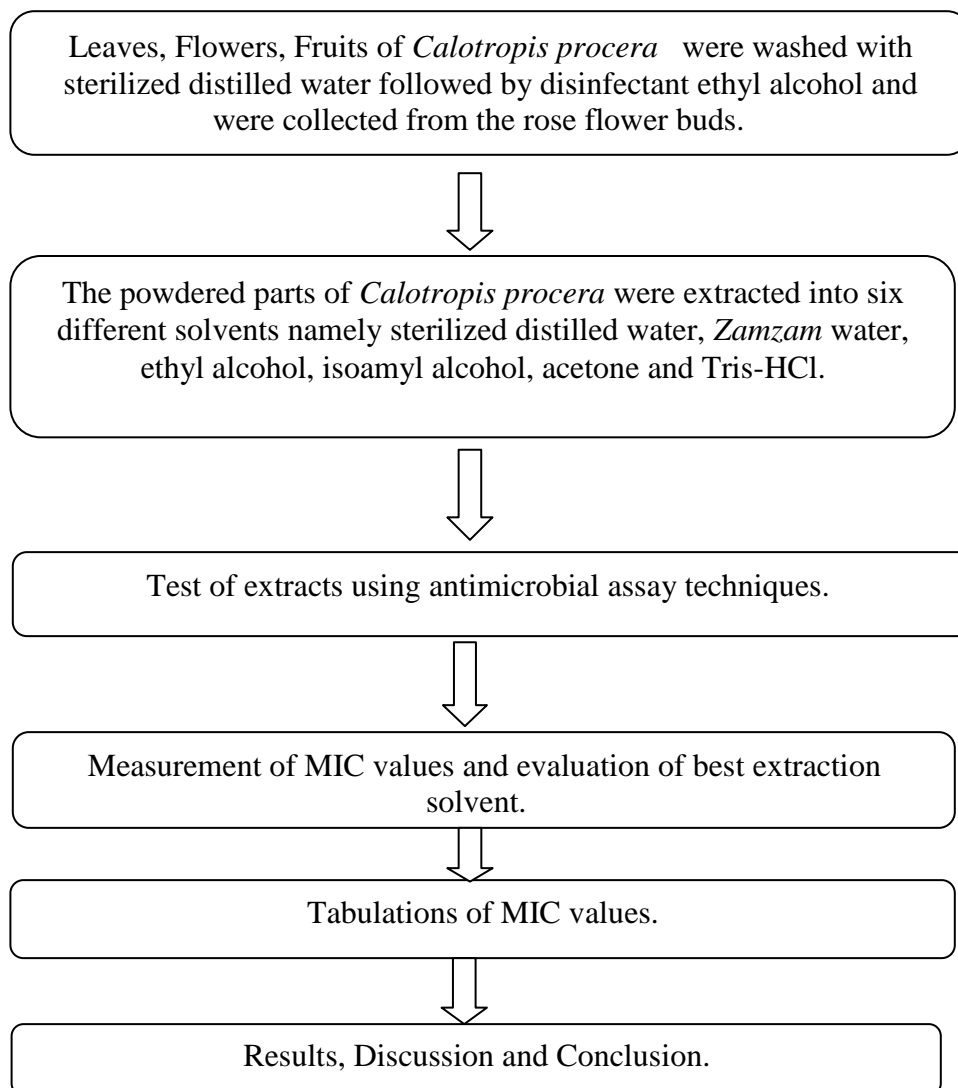 Leaves, Flowers, Fruits of Calotropis procera were washed with
sterilized distilled water followed by disinfectant ethyl alcohol and
were collected from the rose flower buds.
The powdered parts of Calotropis procera were extracted into six
different solvents namely sterilized distilled water, Zamzam water,
ethyl alcohol, isoamyl alcohol, acetone and Tris-HCl.
Test of extracts using antimicrobial assay techniques.
Measurement of MIC values and evaluation of best extraction
solvent.
Tabulations of MIC values.
Results, Discussion and Conclusion.